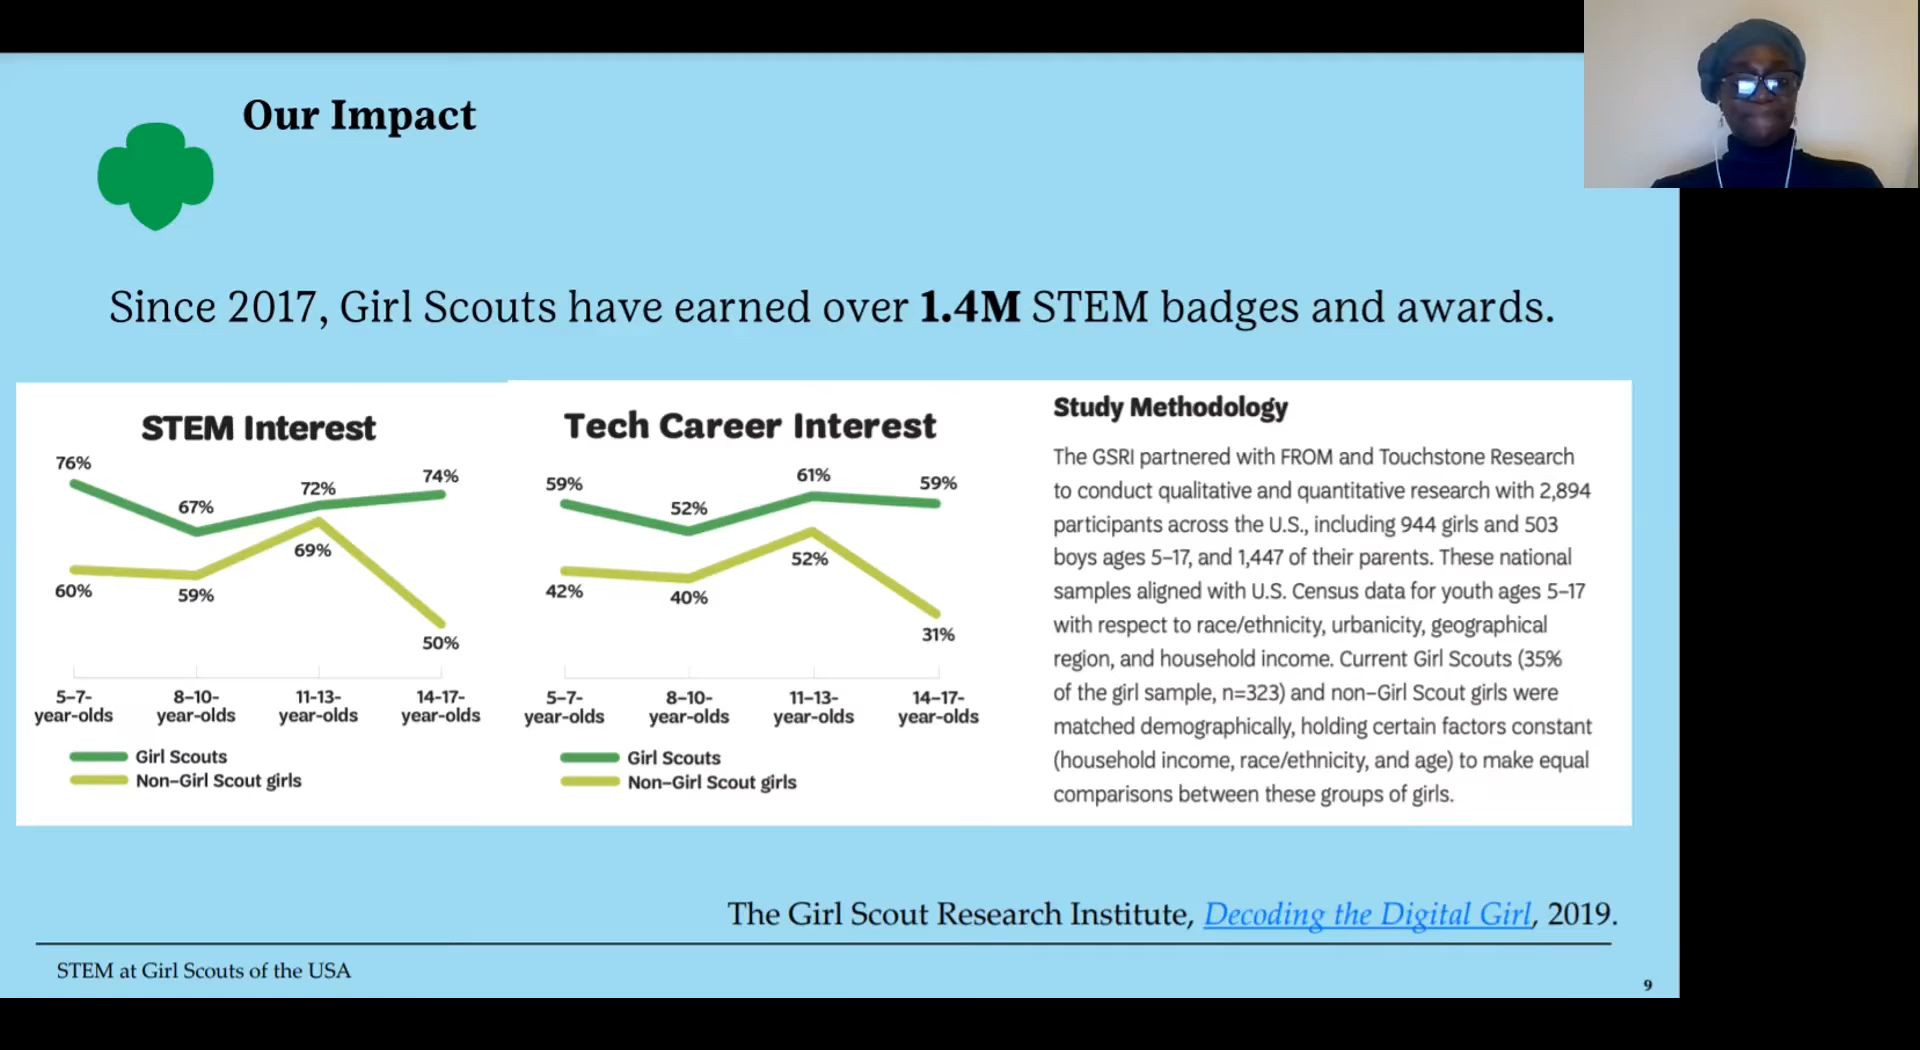 Our Impact
Since 2017, Girl Scouts have earned over 1.4M STEM badges and awards.
STEM Interest
76%
67%
72%
74%
60%
59%
69%
50%
5–7-
year-olds
8–10-
year-olds
11-13-
year-olds
14-17-
year-olds
Girl Scouts
Non–Girl Scout girls
Tech Career Interest
59%
52%
61%
59%
42%
40%
52%
31%
5–7-
year-olds
8–10-
year-olds
11–13-
year-olds
14–17-
year-olds
Girl Scouts
Non–Girl Scout girls
Study Methodology
The GSRI partnered with FROM and Touchstone Research
to conduct qualitative and quantitative research with 2,894
participants across the U.S., including 944 girls and 503
boys ages 5–17, and 1,447 of their parents. These national
samples aligned with U.S. Census data for youth ages 5–17
with respect to race/ethnicity, urbanicity, geographical
region, and household income. Current Girl Scouts (35%
of the girl sample, n=323) and non–Girl Scout girls were
matched demographically, holding certain factors constant
(household income, race/ethnicity, and age) to make equal
comparisons between these groups of girls.
The Girl Scout Research Institute, Decoding the Digital Girl, 2019.
STEM at Girl Scouts of the USA
9